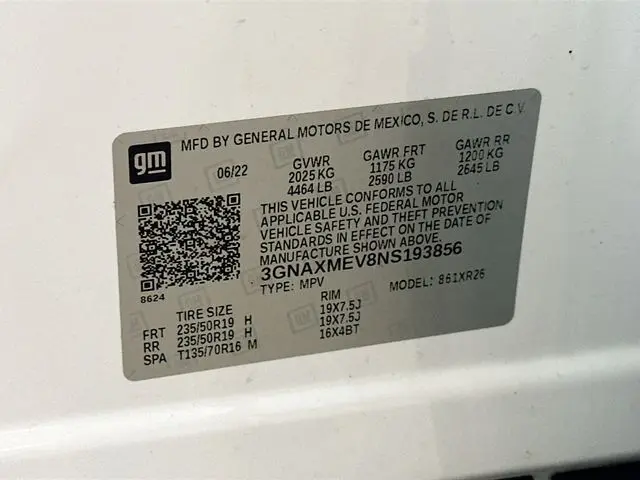 gm
MFD BY GENERAL MOTORS DE MEXICO, S. DE R.L. DE C.V.
06/22 GVWR GAWR FRT GAWR RR
2025 KG 1175 KG 1200 KG
4464 LB 2590 LB 2645 LB
THIS VEHICLE CONFORMS TO ALL
APPLICABLE U.S. FEDERAL MOTOR
VEHICLE SAFETY AND THEFT PREVENTION
STANDARDS IN EFFECT ON THE DATE OF
MANUFACTURE SHOWN ABOVE.
3GNAXMEV8NS193856
TYPE: MPV MODEL: 861XR26
8624
TIRE SIZE RIM
FRT 235/50R19 H 19X7.5J
RR 235/50R19 H 19X7.5J
SPA T135/70R16 M 16X4BT